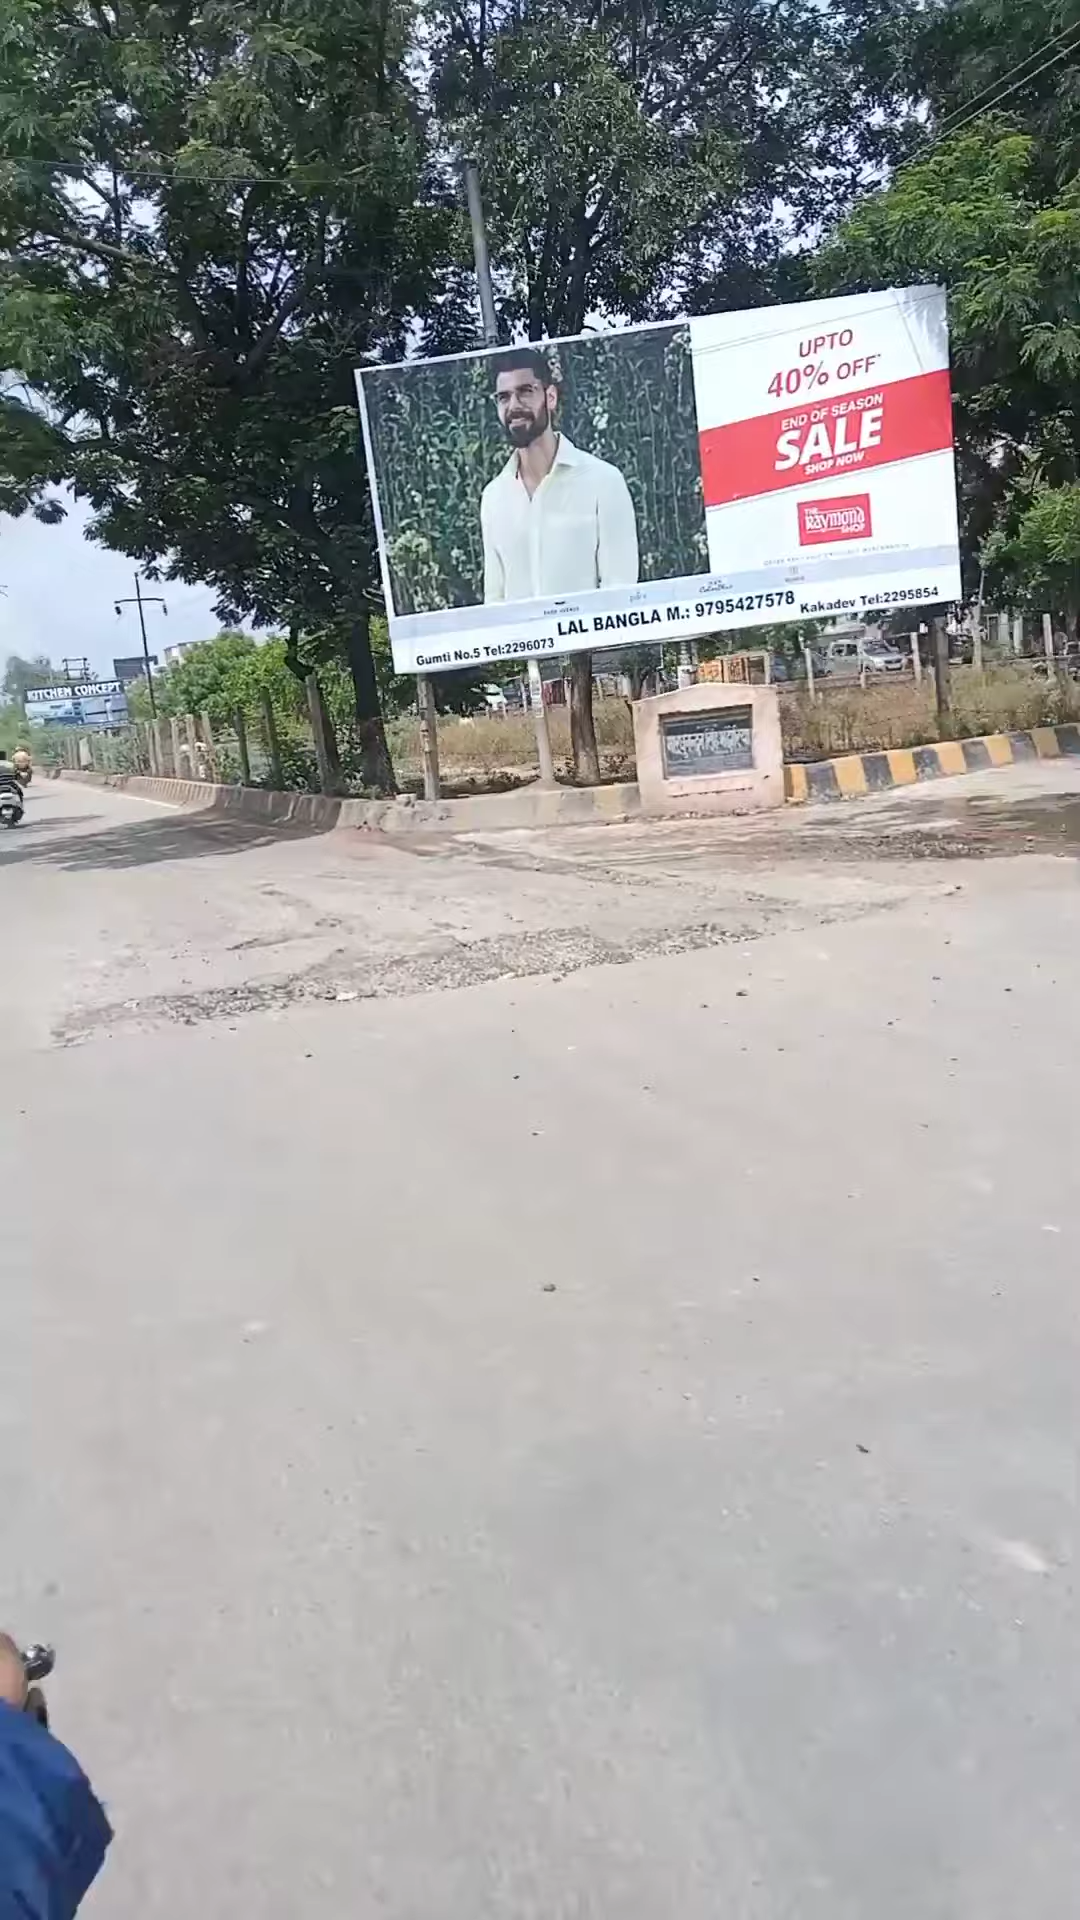 UPTO
40% OFF*
END OF SEASON
SALE
SHOP NOW
THE
Raymond
SHOP
LAL BANGLA M.: 9795427578
Gumti No.5 Tel:2296073
Kakadev Tel:2295854
KITCHEN CONCEPT